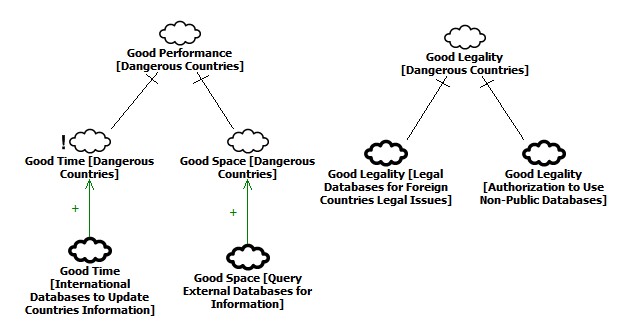 Good Performance
[Dangerous Countries]
Good Legality
[Dangerous Countries]
!
Good Time [Dangerous
Countries]
Good Space [Dangerous
Countries]
Good Legality [Legal
Databases for Foreign
Countries Legal Issues]
Good Legality
[Authorization to Use
Non-Public Databases]
+
+
Good Time
[International
Databases to Update
Countries Information]
Good Space [Query
External Databases for
Information]